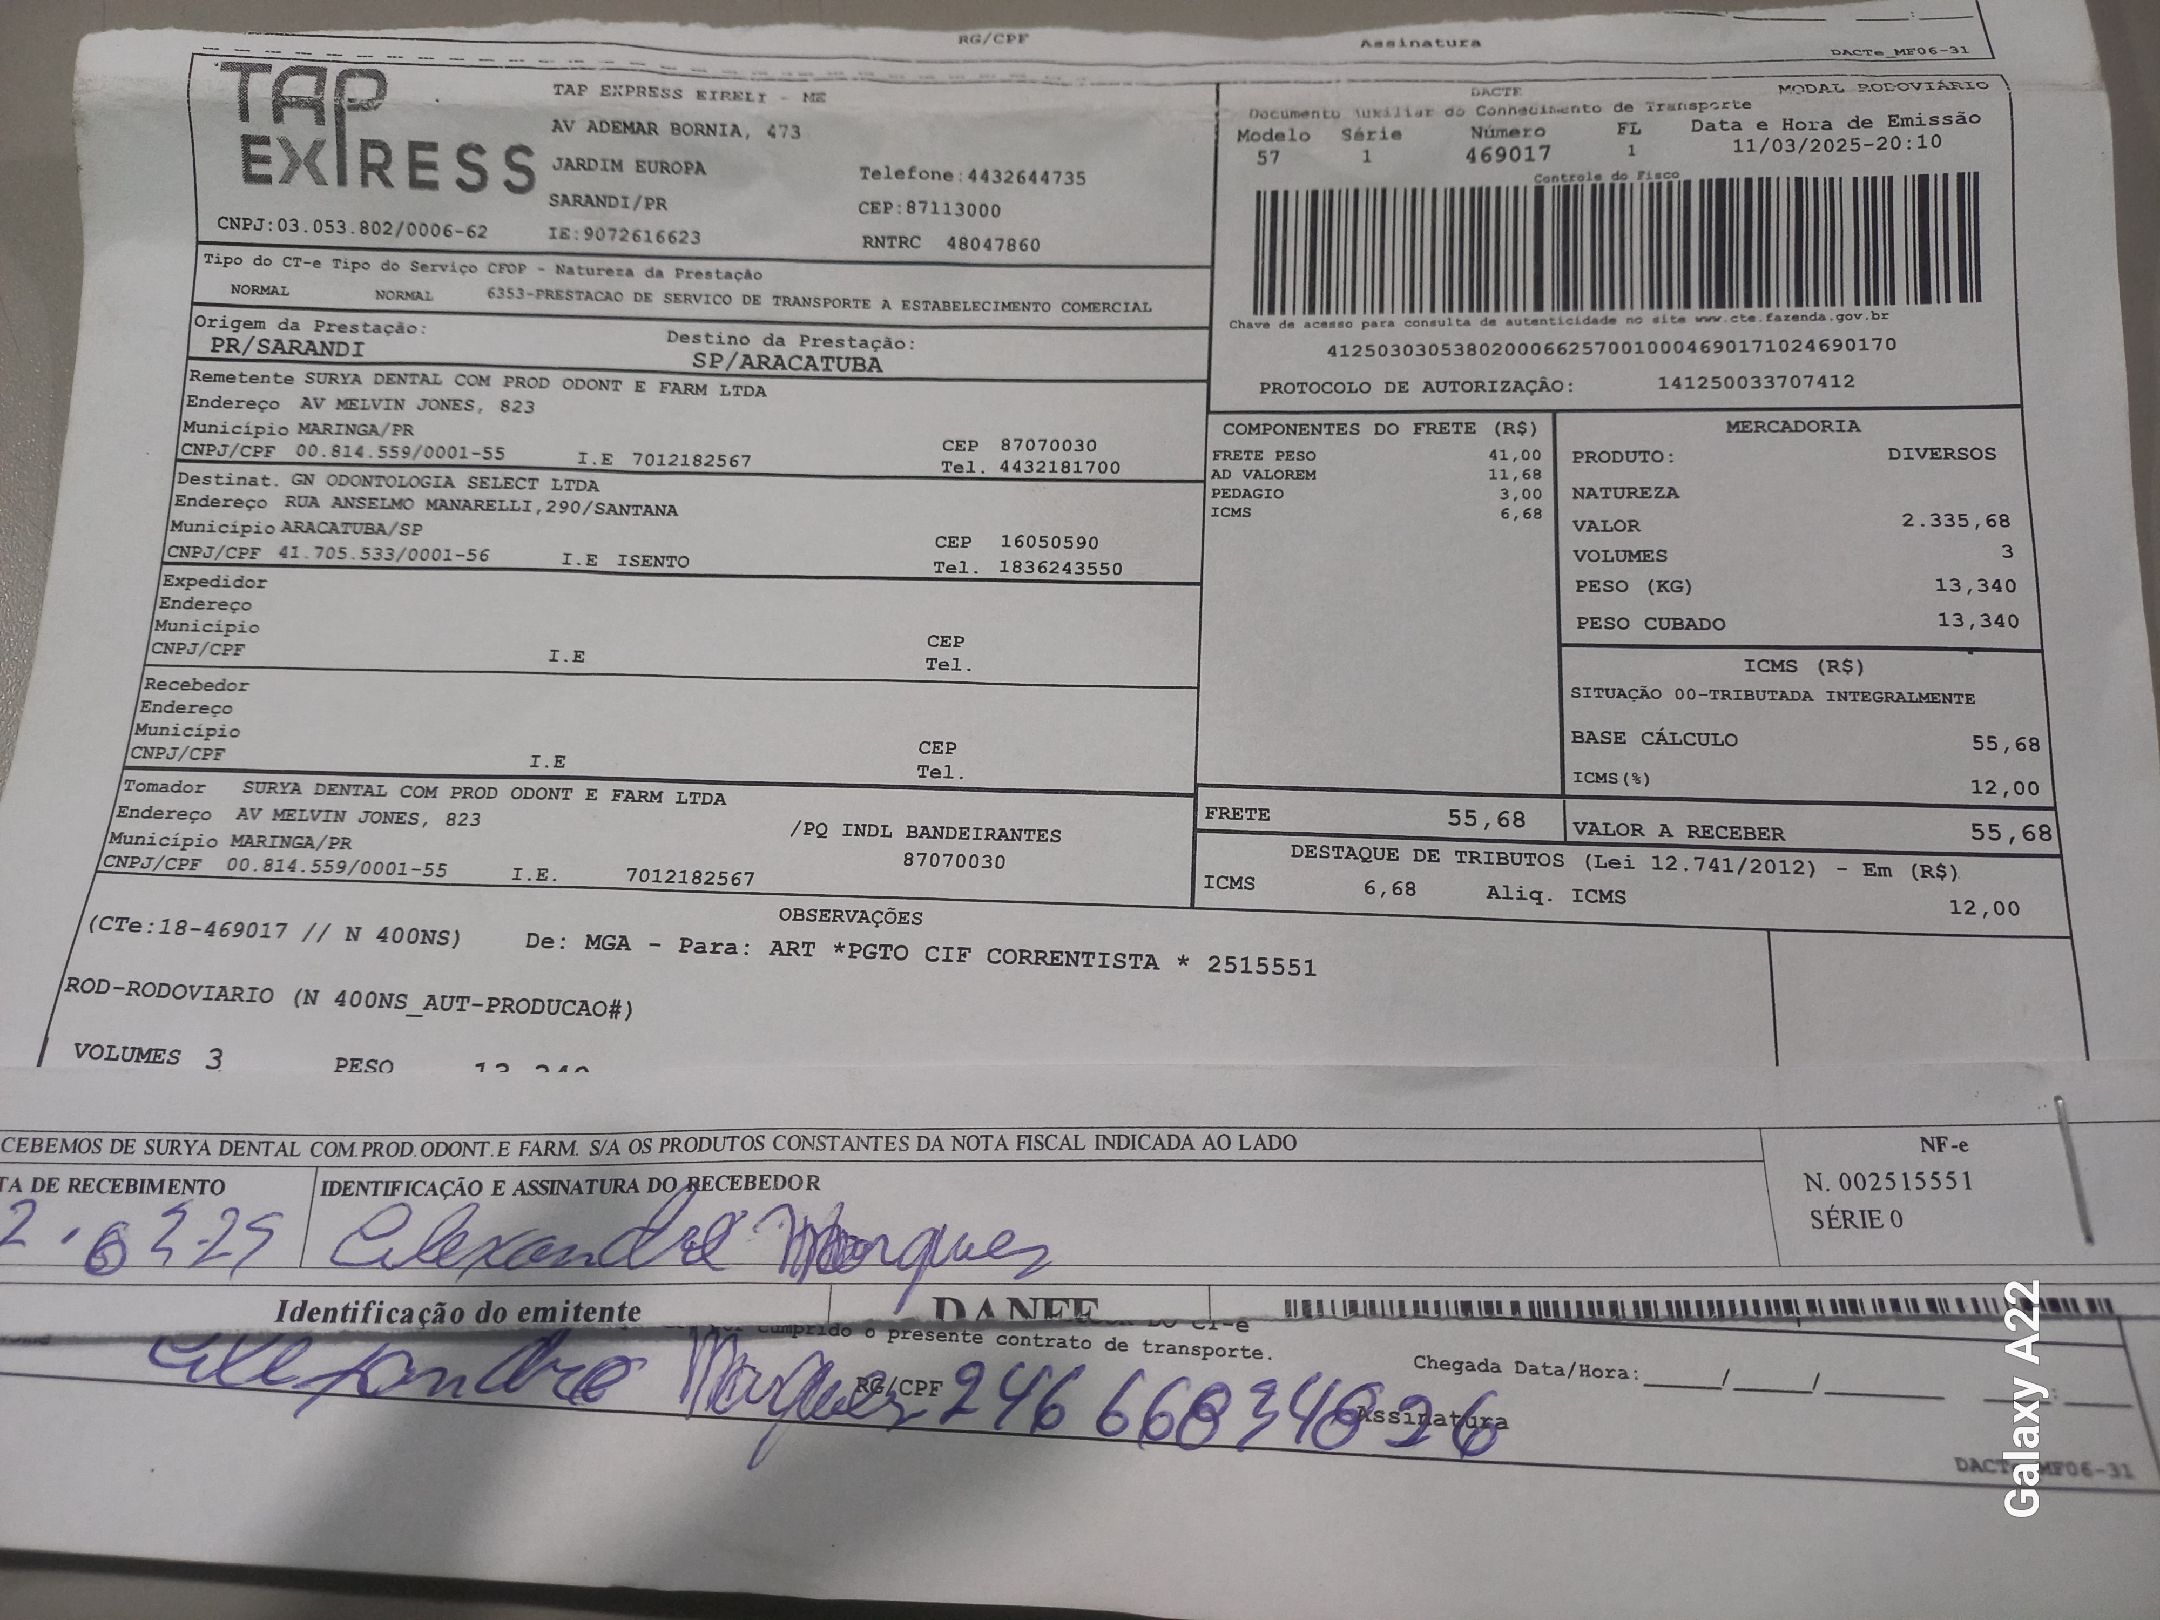 RG/CPF Assinatura
DACTe_MF06-31
TAP EXPRESS
TAP EXPRESS EIRELI - ME
AV ADEMAR BORNIA, 473
JARDIM EUROPA Telefone:4432644735
SARANDI/PR CEP:87113000
CNPJ:03.053.802/0006-62 IE:9072616623 RNTRC 48047860
DACTE MODAL RODOVIÁRIO
Documento Auxiliar do Conhecimento de Transporte
Modelo Série Número FL Data e Hora de Emissão
57 1 469017 1 11/03/2025-20:10
Controle do Fisco
Chave de acesso para consulta de autenticidade no site www.cte.fazenda.gov.br
41250303053802000662570010004690171024690170
PROTOCOLO DE AUTORIZAÇÃO: 141250033707412
Tipo do CT-e Tipo do Serviço CFOP - Natureza da Prestação
NORMAL NORMAL 6353-PRESTACAO DE SERVICO DE TRANSPORTE A ESTABELECIMENTO COMERCIAL
Origem da Prestação: Destino da Prestação:
PR/SARANDI SP/ARACATUBA
Remetente SURYA DENTAL COM PROD ODONT E FARM LTDA
Endereço AV MELVIN JONES, 823
Município MARINGA/PR CEP 87070030
CNPJ/CPF 00.814.559/0001-55 I.E 7012182567 Tel. 4432181700
Destinat. GN ODONTOLOGIA SELECT LTDA
Endereço RUA ANSELMO MANARELLI,290/SANTANA
Município ARACATUBA/SP CEP 16050590
CNPJ/CPF 41.705.533/0001-56 I.E ISENTO Tel. 1836243550
Expedidor
Endereço
Município CEP
CNPJ/CPF I.E Tel.
Recebedor
Endereço
Município CEP
CNPJ/CPF I.E Tel.
Tomador SURYA DENTAL COM PROD ODONT E FARM LTDA
Endereço AV MELVIN JONES, 823 /PQ INDL BANDEIRANTES
Município MARINGA/PR 87070030
CNPJ/CPF 00.814.559/0001-55 I.E. 7012182567
COMPONENTES DO FRETE (R$)
FRETE PESO 41,00
AD VALOREM 11,68
PEDAGIO 3,00
ICMS 6,68
MERCADORIA
PRODUTO: DIVERSOS
NATUREZA
VALOR 2.335,68
VOLUMES 3
PESO (KG) 13,340
PESO CUBADO 13,340
ICMS (R$)
SITUAÇÃO 00-TRIBUTADA INTEGRALMENTE
BASE CÁLCULO 55,68
ICMS(%) 12,00
FRETE 55,68 VALOR A RECEBER 55,68
DESTAQUE DE TRIBUTOS (Lei 12.741/2012) - Em (R$)
ICMS 6,68 Aliq. ICMS 12,00
OBSERVAÇÕES
(CTe:18-469017 // N 400NS) De: MGA - Para: ART *PGTO CIF CORRENTISTA * 2515551
ROD-RODOVIARIO (N 400NS_AUT-PRODUCAO#)
VOLUMES 3 PESO 13,340
CEBEMOS DE SURYA DENTAL COM.PROD.ODONT.E FARM. S/A OS PRODUTOS CONSTANTES DA NOTA FISCAL INDICADA AO LADO
NF-e
N. 002515551
SÉRIE 0
TA DE RECEBIMENTO IDENTIFICAÇÃO E ASSINATURA DO RECEBEDOR
Alexandre Marques
Identificação do emitente DANFE
cumprido o presente contrato de transporte.
Chegada Data/Hora:____/____/______ ___:____
Alexandre Marques RG/CPF 24666834826 Assinatura
DACTe_MF06-31
Galaxy A22